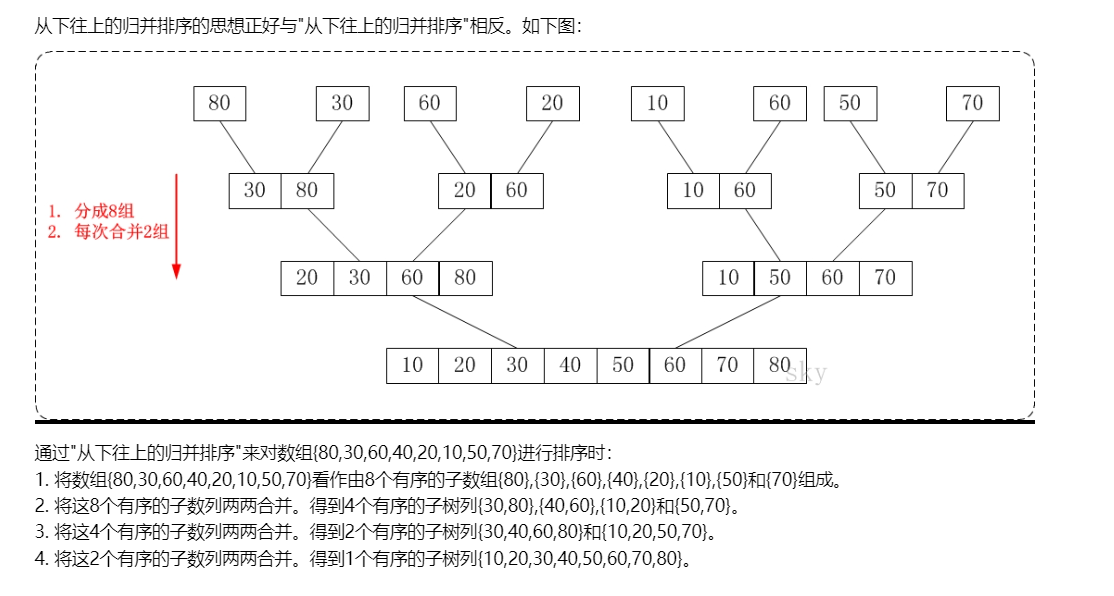 从下往上的归并排序的思想正好与"从下往上的归并排序"相反。如下图：
80 30 60 20 10 60 50 70
30 80 20 60 10 60 50 70
1. 分成8组
2. 每次合并2组
20 30 60 80 10 50 60 70
10 20 30 40 50 60 70 80
sky
通过"从下往上的归并排序"来对数组{80,30,60,40,20,10,50,70}进行排序时：
1. 将数组{80,30,60,40,20,10,50,70}看作由8个有序的子数组{80},{30},{60},{40},{20},{10},{50}和{70}组成。
2. 将这8个有序的子数列两两合并。得到4个有序的子树列{30,80},{40,60},{10,20}和{50,70}。
3. 将这4个有序的子数列两两合并。得到2个有序的子树列{30,40,60,80}和{10,20,50,70}。
4. 将这2个有序的子数列两两合并。得到1个有序的子树列{10,20,30,40,50,60,70,80}。